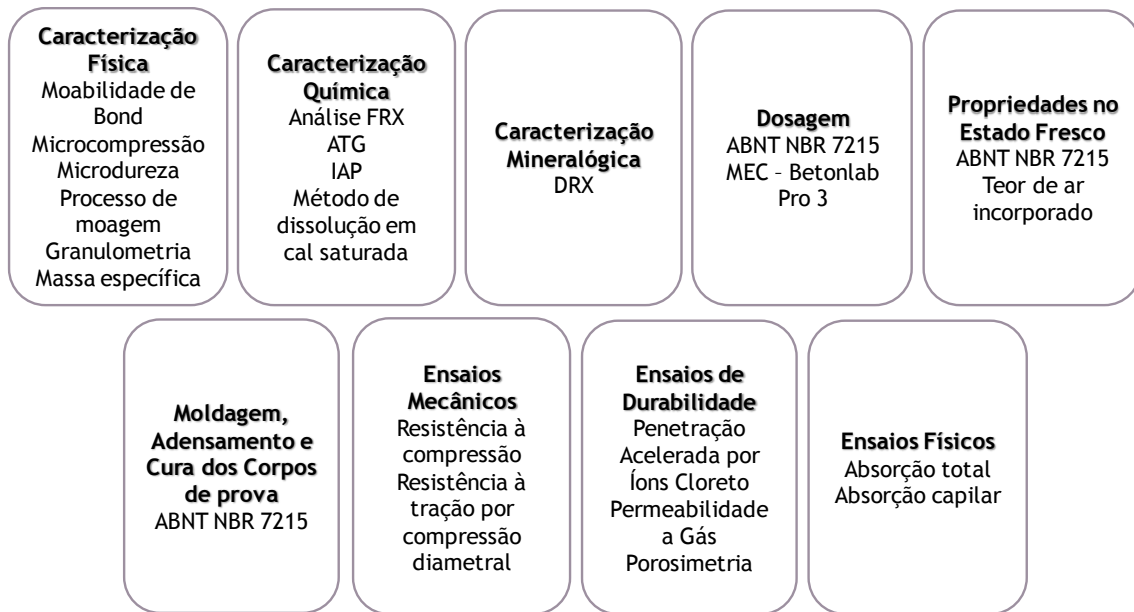 Caracterização
Física
Moabilidade de
Bond
Microcompressão
Microdureza
Processo de
moagem
Granulometria
Massa específica
Caracterização
Química
Análise FRX
ATG
IAP
Método de
dissolução em
cal saturada
Caracterização
Mineralógica
DRX
Dosagem
ABNT NBR 7215
MEC – Betonlab
Pro 3
Propriedades no
Estado Fresco
ABNT NBR 7215
Teor de ar
incorporado
Moldagem,
Adensamento e
Cura dos Corpos
de prova
ABNT NBR 7215
Ensaios
Mecânicos
Resistência à
compressão
Resistência à
tração por
compressão
diametral
Ensaios de
Durabilidade
Penetração
Acelerada por
Íons Cloreto
Permeabilidade
a Gás
Porosimetria
Ensaios Físicos
Absorção total
Absorção capilar